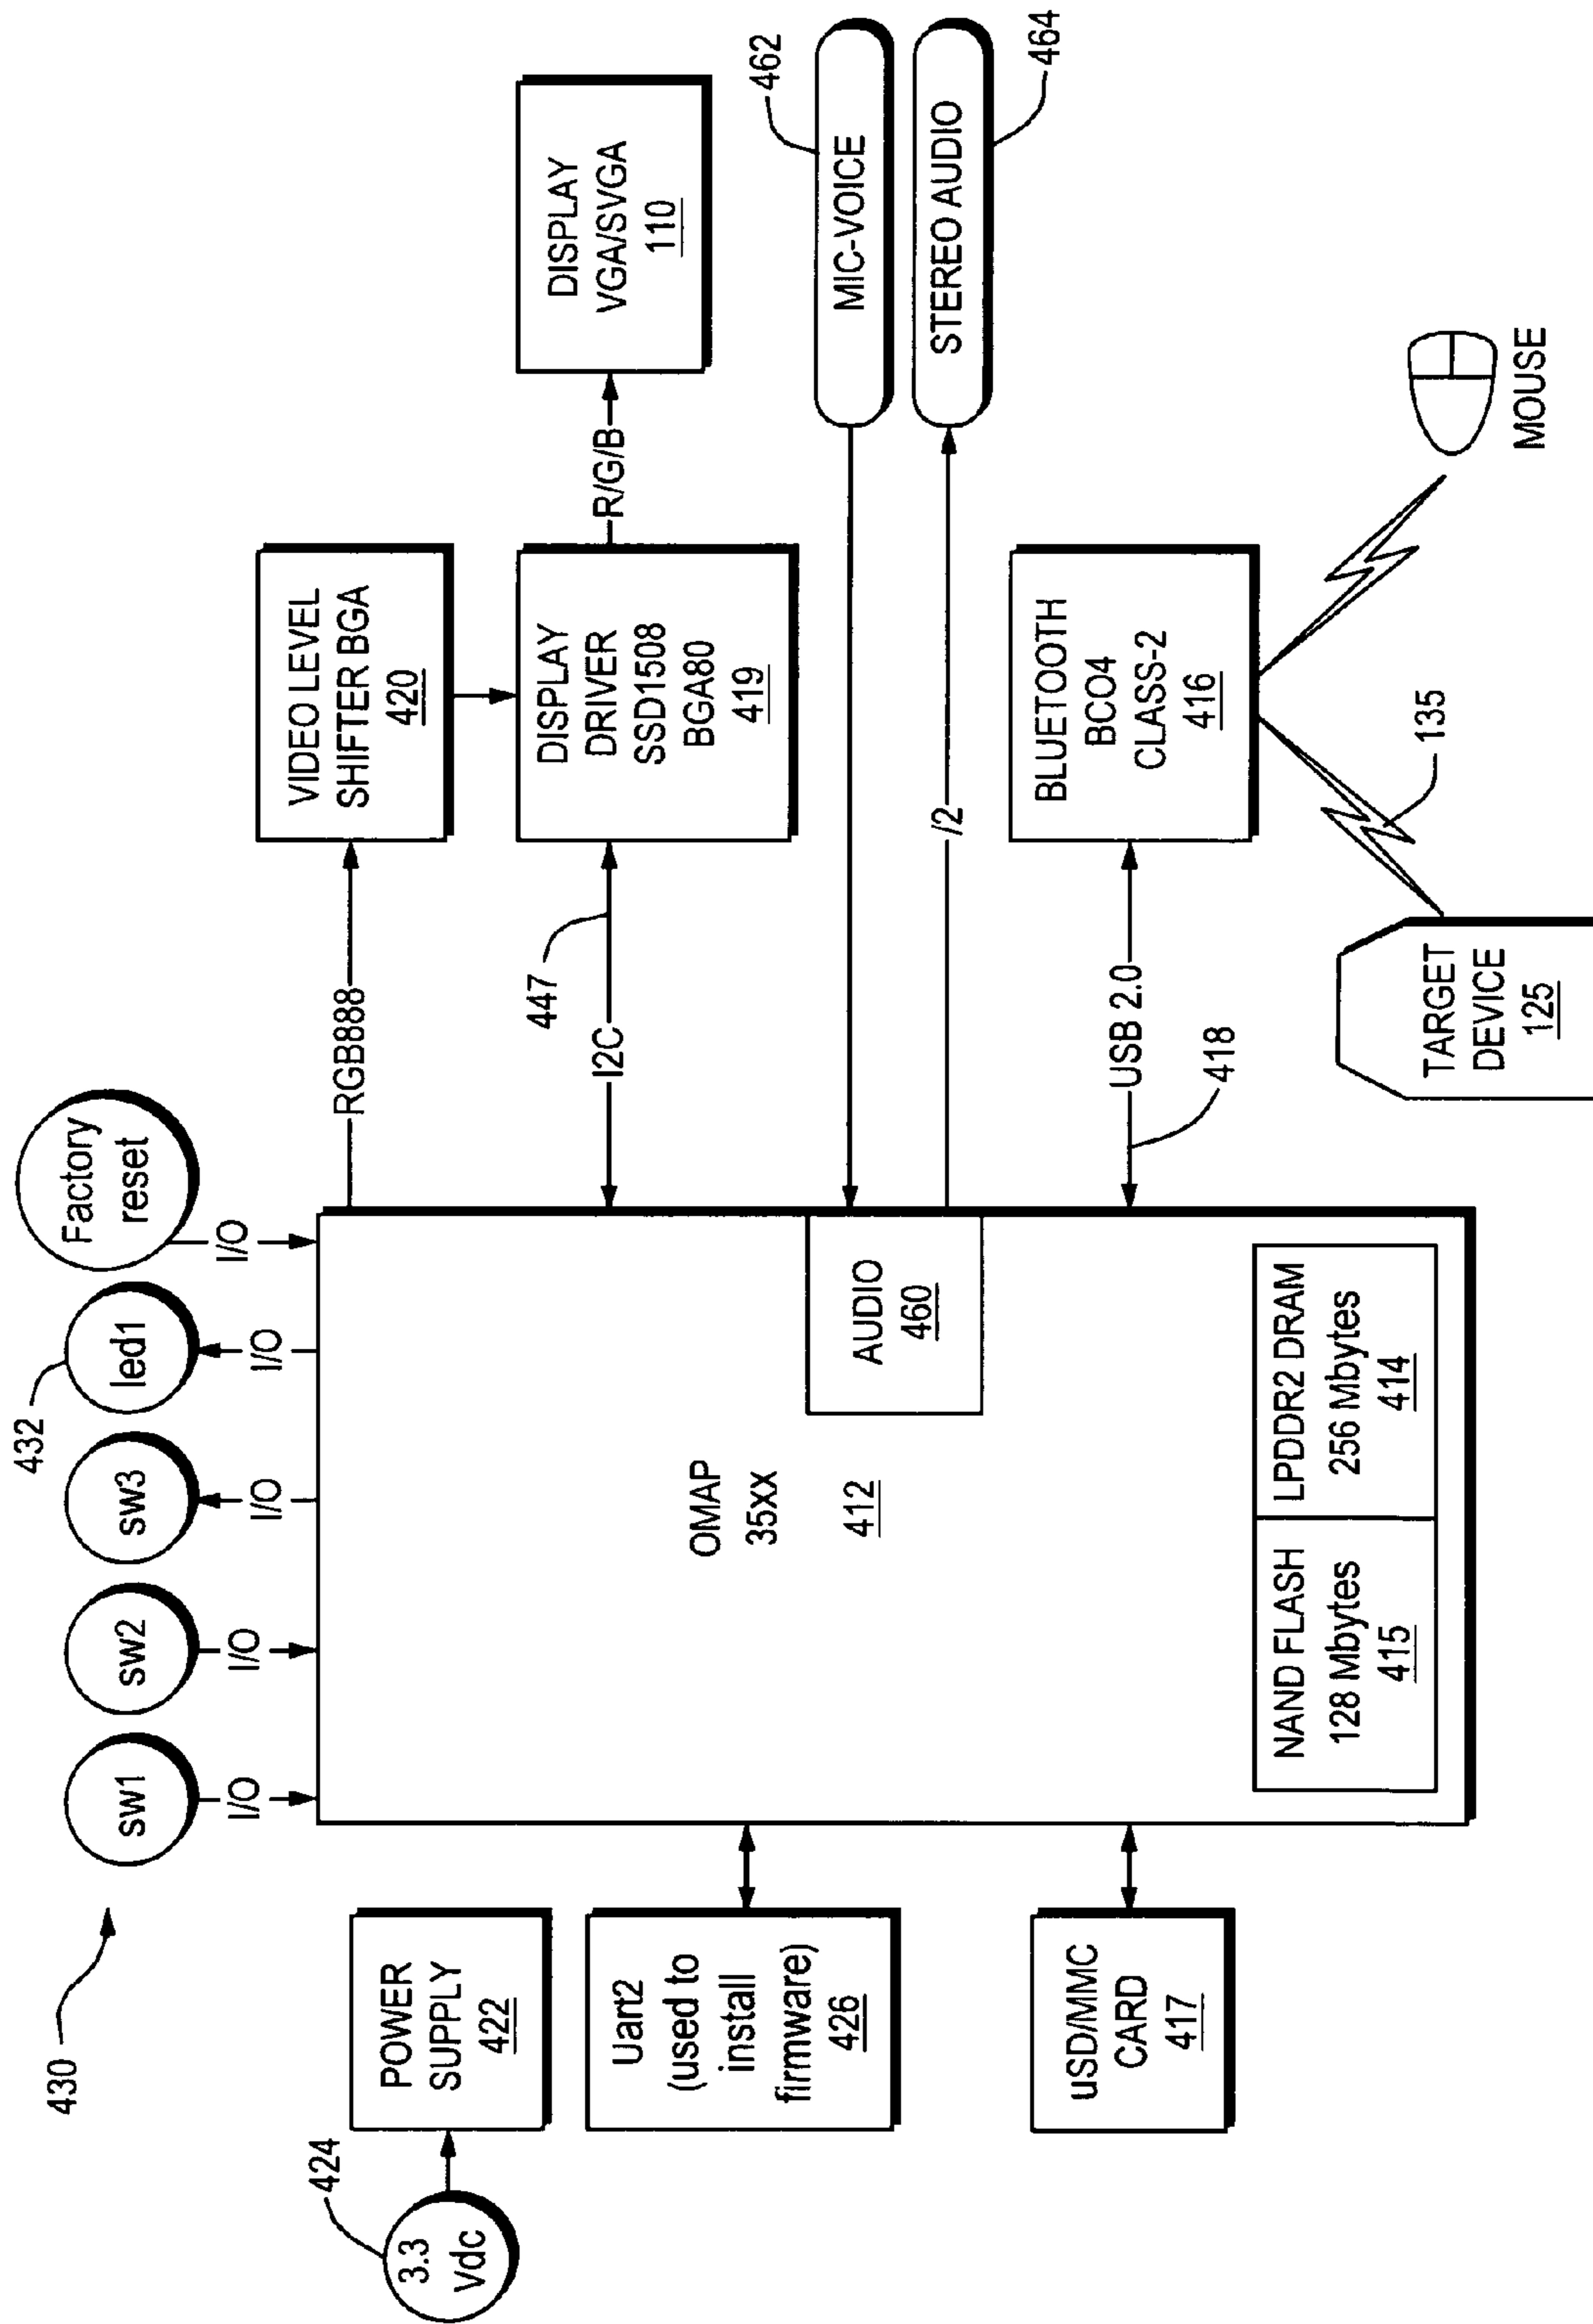 430
sw1
sw2
sw3
led1
432
Factory
reset
I/O
I/O
I/O
I/O
I/O
424
3.3
Vdc
POWER
SUPPLY
422
Uart2
(used to
install
firmware)
426
uSD/MMC
CARD
417
OMAP
35xx
412
AUDIO
460
NAND FLASH
128 Mbytes
415
LPDDR2 DRAM
256 Mbytes
414
RGB888
VIDEO LEVEL
SHIFTER BGA
420
447
I2C
DISPLAY
DRIVER
SSD1508
BGA80
419
R/G/B
DISPLAY
VGA/SVGA
110
462
MIC-VOICE
/2
STEREO AUDIO
464
USB 2.0
418
BLUETOOTH
BCO4
CLASS-2
416
135
TARGET
DEVICE
125
MOUSE